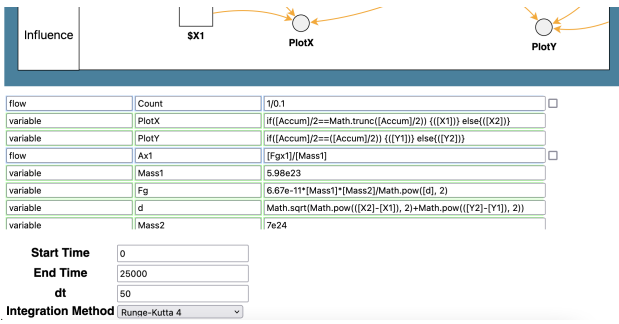 Influence
$X1
PlotX
PlotY
flow Count 1/0.1
variable PlotX if([Accum]/2==Math.trunc([Accum]/2)) {([X1])} else{([X2])}
variable PlotY if([Accum]/2==([Accum]/2)) {([Y1])} else{([Y2])}
flow Ax1 [Fgx1]/[Mass1]
variable Mass1 5.98e23
variable Fg 6.67e-11*[Mass1]*[Mass2]/Math.pow([d], 2)
variable d Math.sqrt(Math.pow(([X2]-[X1]), 2)+Math.pow(([Y2]-[Y1]), 2))
variable Mass2 7e24
Start Time 0
End Time 25000
dt 50
Integration Method Runge-Kutta 4